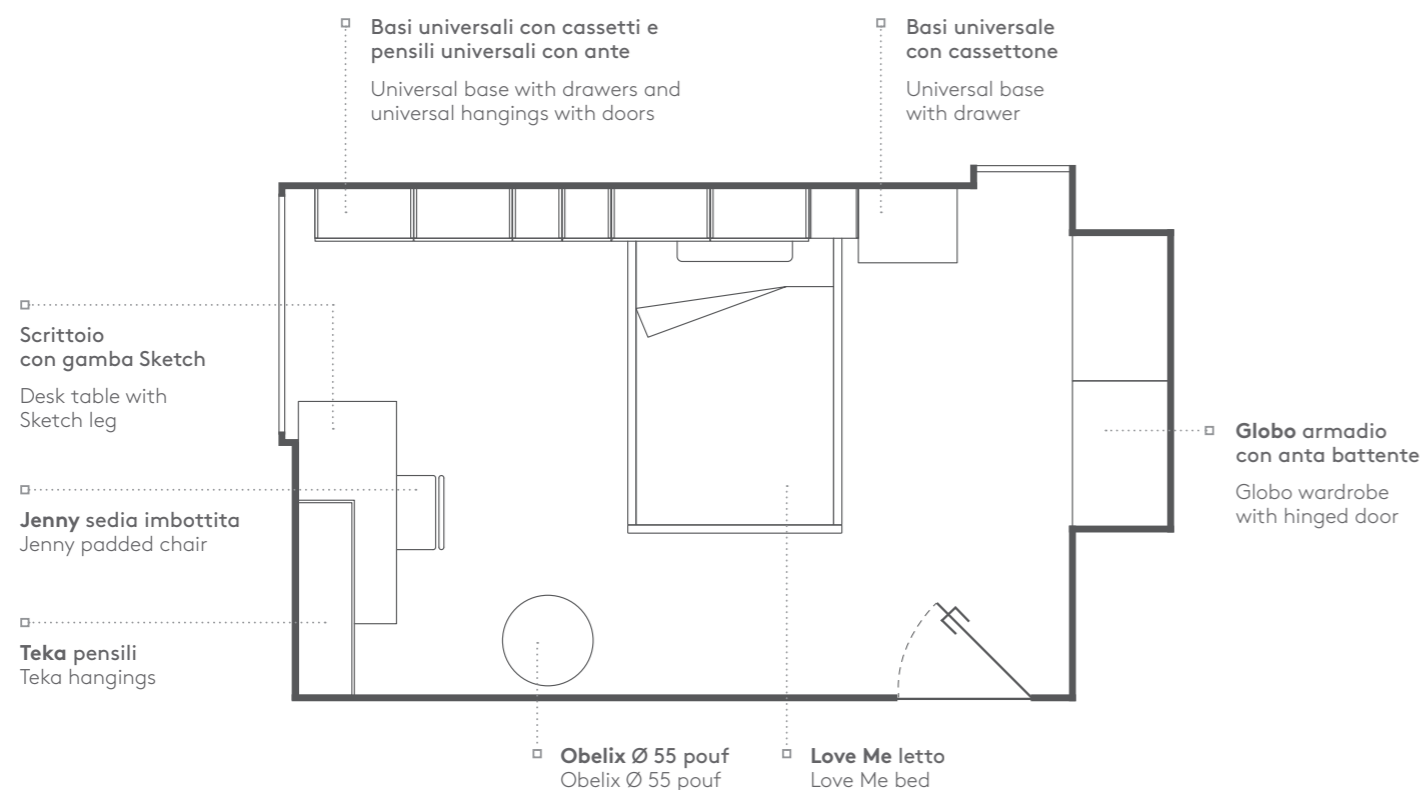 Basi universali con cassetti e
pensili universali con ante
Universal base with drawers and
universal hangings with doors
Basi universale
con cassettone
Universal base
with drawer
Scrittoio
con gamba Sketch
Desk table with
Sketch leg
Jenny sedia imbottita
Jenny padded chair
Teka pensili
Teka hangings
Globo armadio
con anta battente
Globo wardrobe
with hinged door
Obelix Ø 55 pouf
Obelix Ø 55 pouf
Love Me letto
Love Me bed